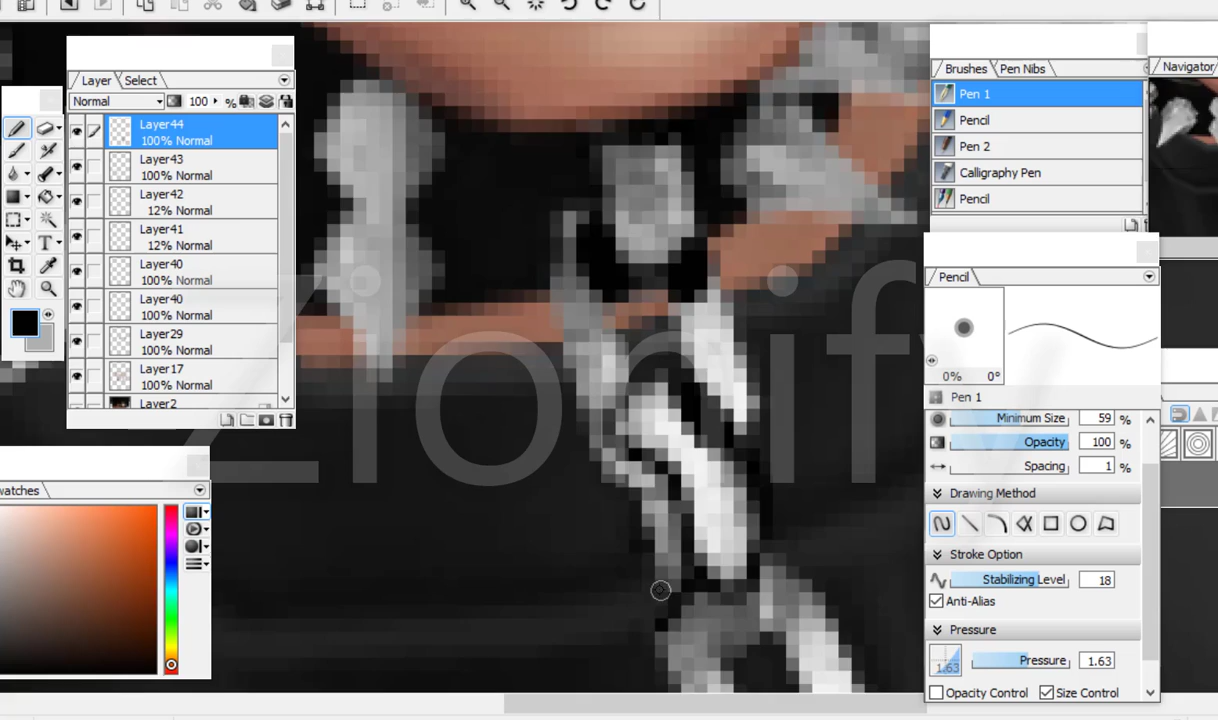 Layer Select
Normal 100 %
Layer44
100% Normal
Layer43
100% Normal
Layer42
12% Normal
Layer41
12% Normal
Layer40
100% Normal
Layer40
100% Normal
Layer29
100% Normal
Layer17
100% Normal
Layer2
watches
Brushes Pen Nibs
Pen 1
Pencil
Pen 2
Calligraphy Pen
Pencil
Navigator
Pencil
0% 0°
Pen 1
Minimum Size 59 %
Opacity 100 %
Spacing 1 %
Drawing Method
Stroke Option
Stabilizing Level 18
Anti-Alias
Pressure
1.63 Pressure 1.63
Opacity Control Size Control
Zionify